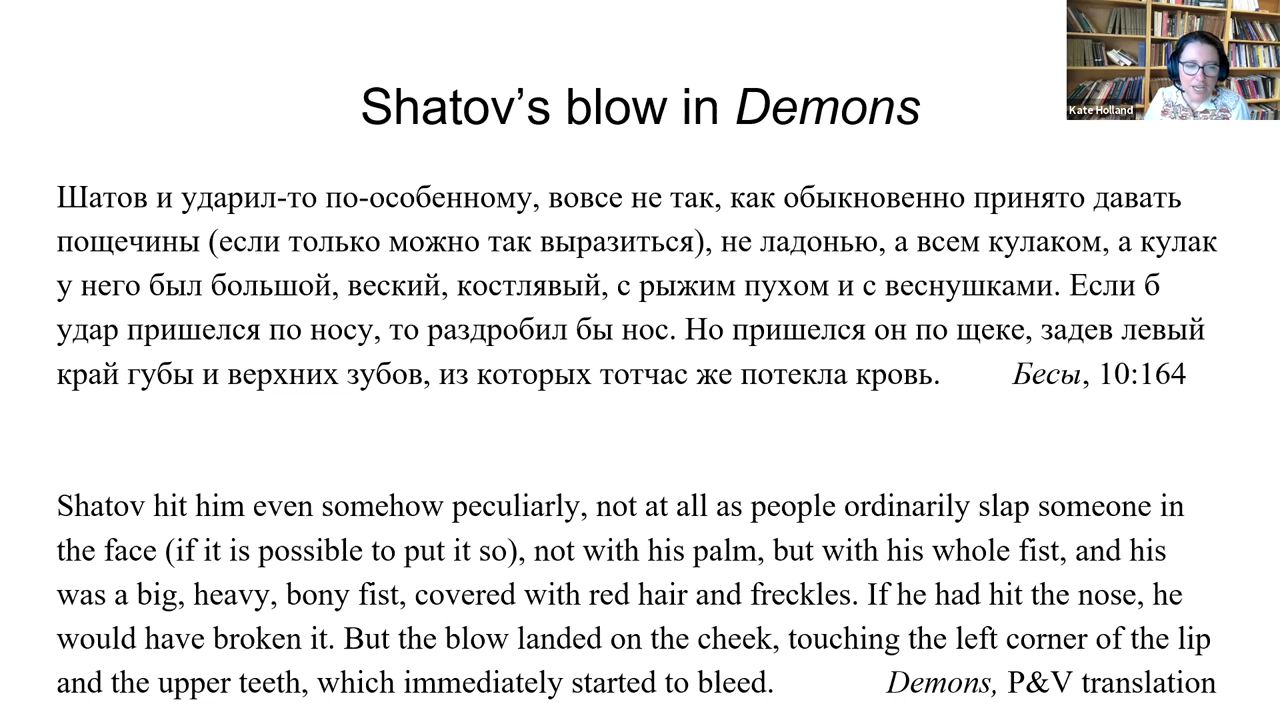 Kate Holland
Shatov’s blow in Demons
Шатов и ударил-то по-особенному, вовсе не так, как обыкновенно принято давать
пощечины (если только можно так выразиться), не ладонью, а всем кулаком, а кулак
у него был большой, веский, костлявый, с рыжим пухом и с веснушками. Если б
удар пришелся по носу, то раздробил бы нос. Но пришелся он по щеке, задев левый
край губы и верхних зубов, из которых тотчас же потекла кровь. Бесы, 10:164
Shatov hit him even somehow peculiarly, not at all as people ordinarily slap someone in
the face (if it is possible to put it so), not with his palm, but with his whole fist, and his
was a big, heavy, bony fist, covered with red hair and freckles. If he had hit the nose, he
would have broken it. But the blow landed on the cheek, touching the left corner of the lip
and the upper teeth, which immediately started to bleed. Demons, P&V translation